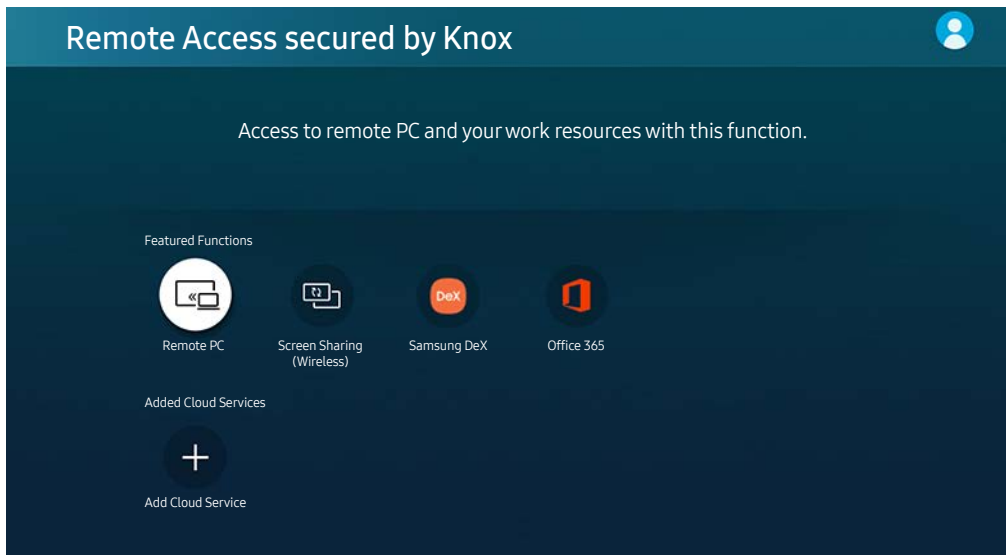 Remote Access secured by Knox
Access to remote PC and your work resources with this function.
Featured Functions
DeX
Remote PC
Screen Sharing
(Wireless)
Samsung DeX
Office 365
Added Cloud Services
Add Cloud Service